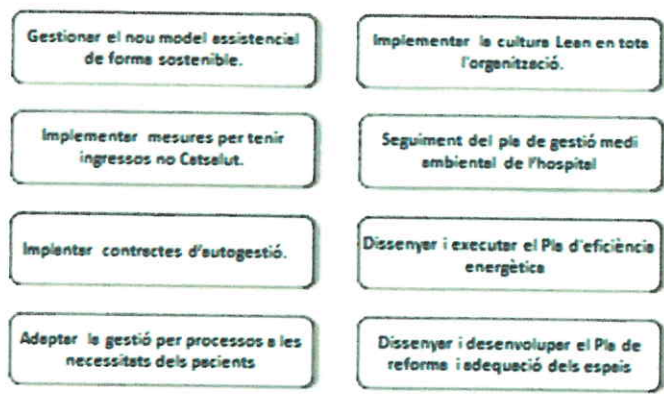 Gestionar el nou model assistencial
de forma sostenible.
Implementar la cultura Lean en tota
l'organització.
Implementar mesures per tenir
ingressos no Catsalut.
Seguiment del pla de gestió medi
ambiental de l'hospital
Implantar contractes d'autogestió.
Dissenyar i executar el Pla d'eficiència
energètica
Adaptar la gestió per processos a les
necessitats dels pacients
Dissenyar i desenvolupar el Pla de
reforma i adequació dels espais